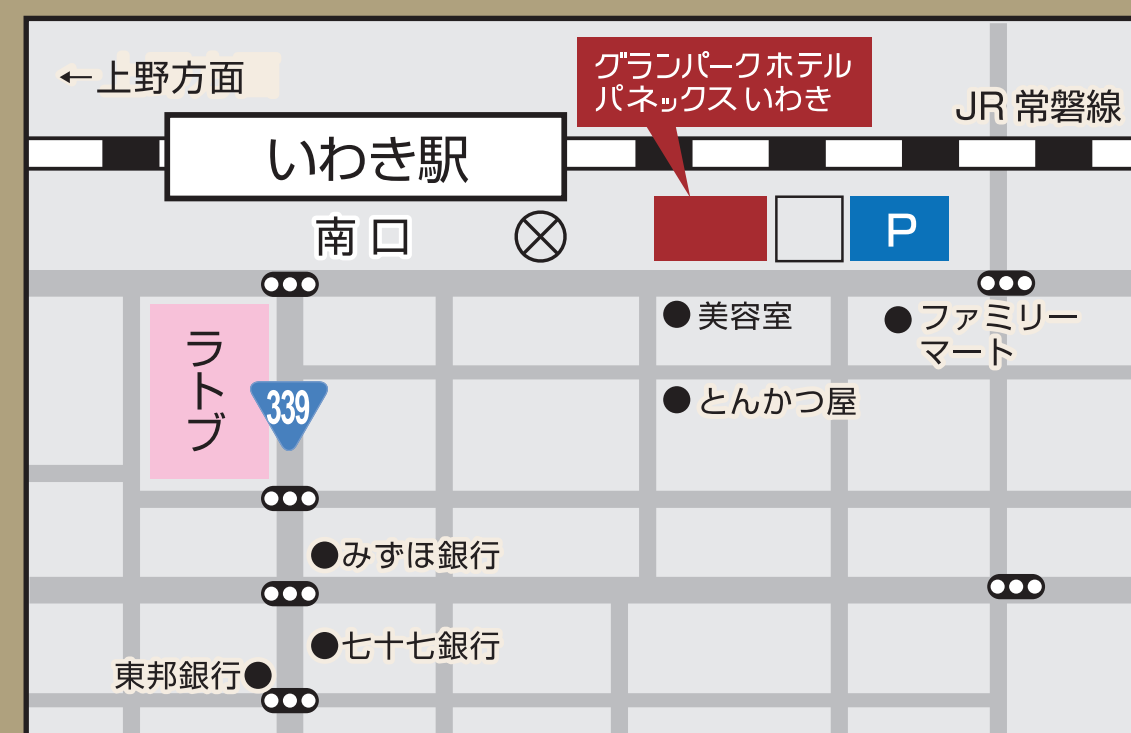 ←上野方面
グランパークホテル
パネックスいわき
JR 常磐線
いわき駅
南口
P
ラトブ
339
美容室
ファミリー
マート
とんかつ屋
みずほ銀行
七十七銀行
東邦銀行